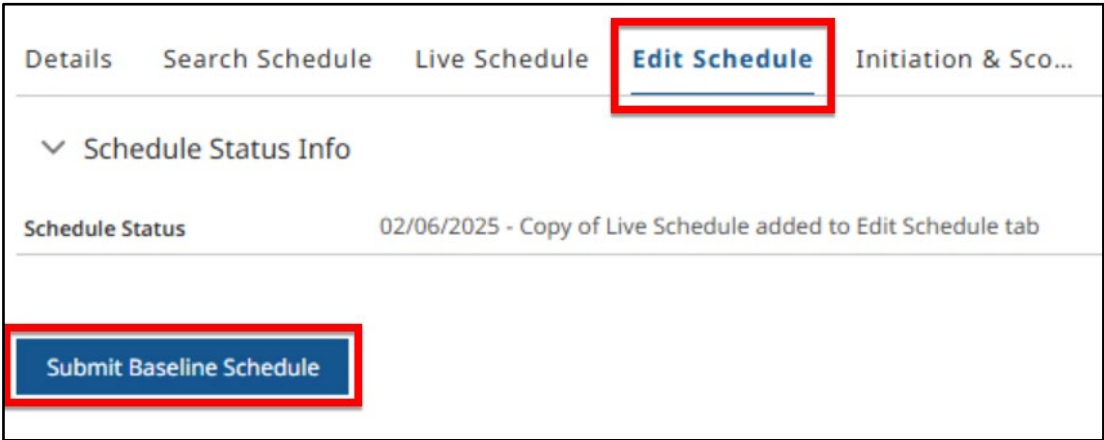 Details Search Schedule Live Schedule Edit Schedule Initiation & Sco...
Schedule Status Info
Schedule Status 02/06/2025 - Copy of Live Schedule added to Edit Schedule tab
Submit Baseline Schedule